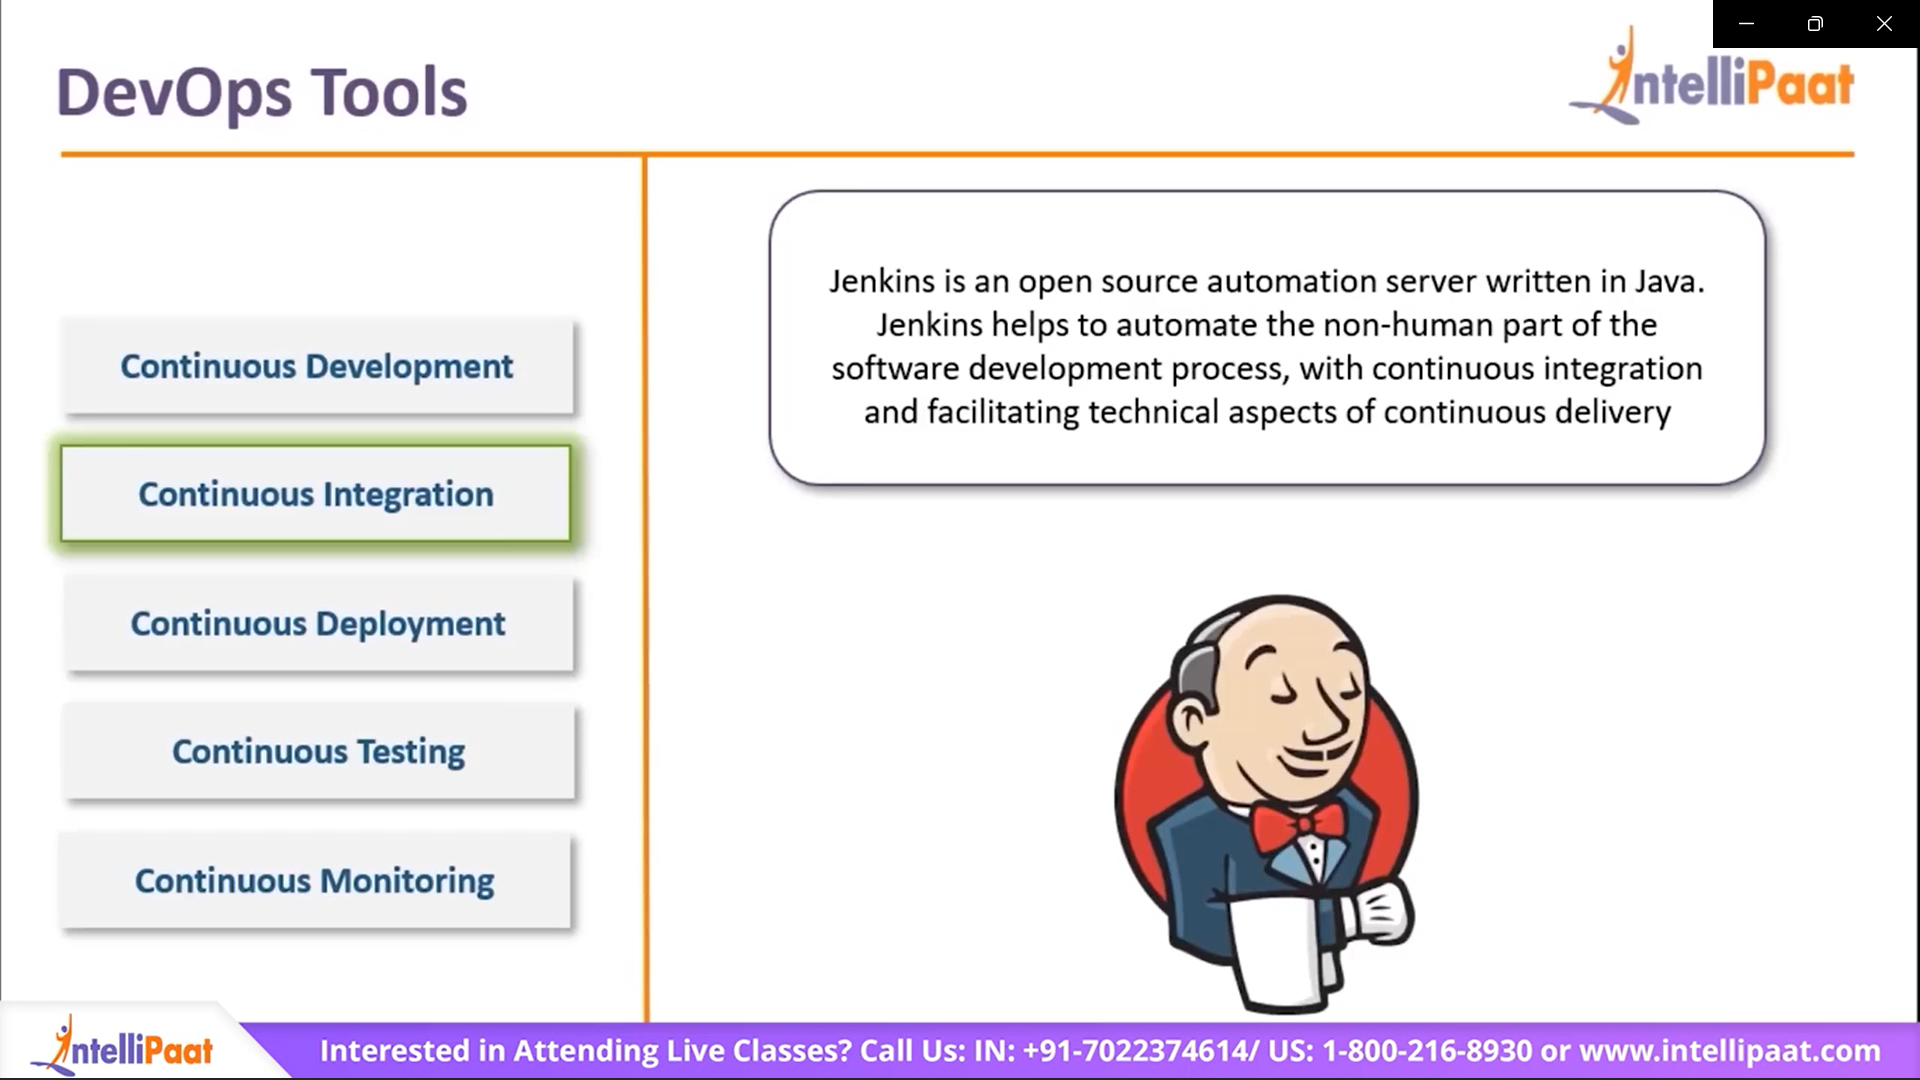 DevOps Tools
IntelliPaat
Continuous Development
Continuous Integration
Continuous Deployment
Continuous Testing
Continuous Monitoring
Jenkins is an open source automation server written in Java.
Jenkins helps to automate the non-human part of the
software development process, with continuous integration
and facilitating technical aspects of continuous delivery
IntelliPaat
Interested in Attending Live Classes? Call Us: IN: +91-7022374614/ US: 1-800-216-8930 or www.intellipaat.com